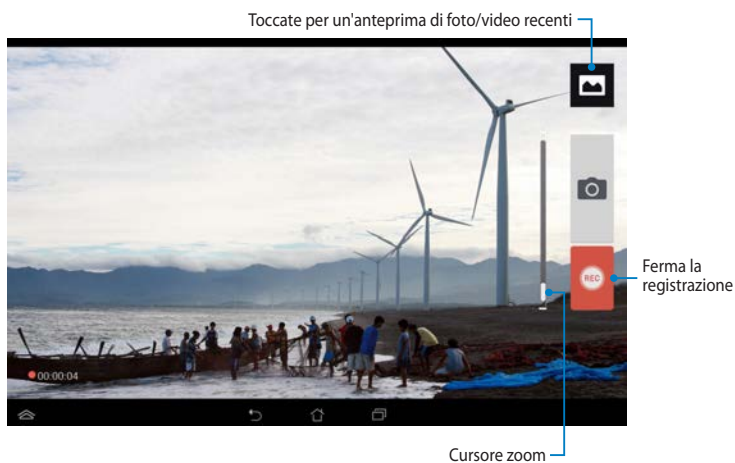 Toccate per un'anteprima di foto/video recenti
REC
Ferma la
registrazione
00:00:04
Cursore zoom